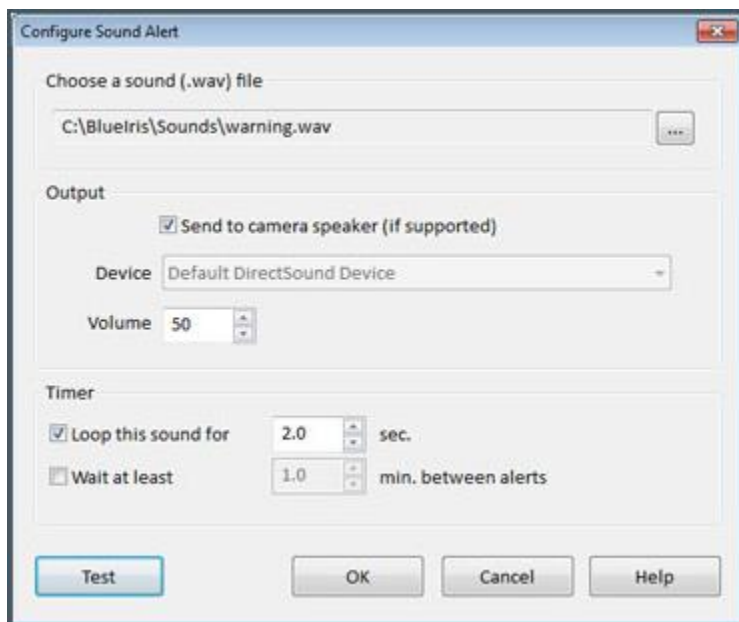 Configure Sound Alert
Choose a sound (.wav) file
C:\BlueIris\Sounds\warning.wav
...
Output
Send to camera speaker (if supported)
Device Default DirectSound Device
Volume 50
Timer
Loop this sound for 2.0 sec.
Wait at least 1.0 min. between alerts
Test OK Cancel Help